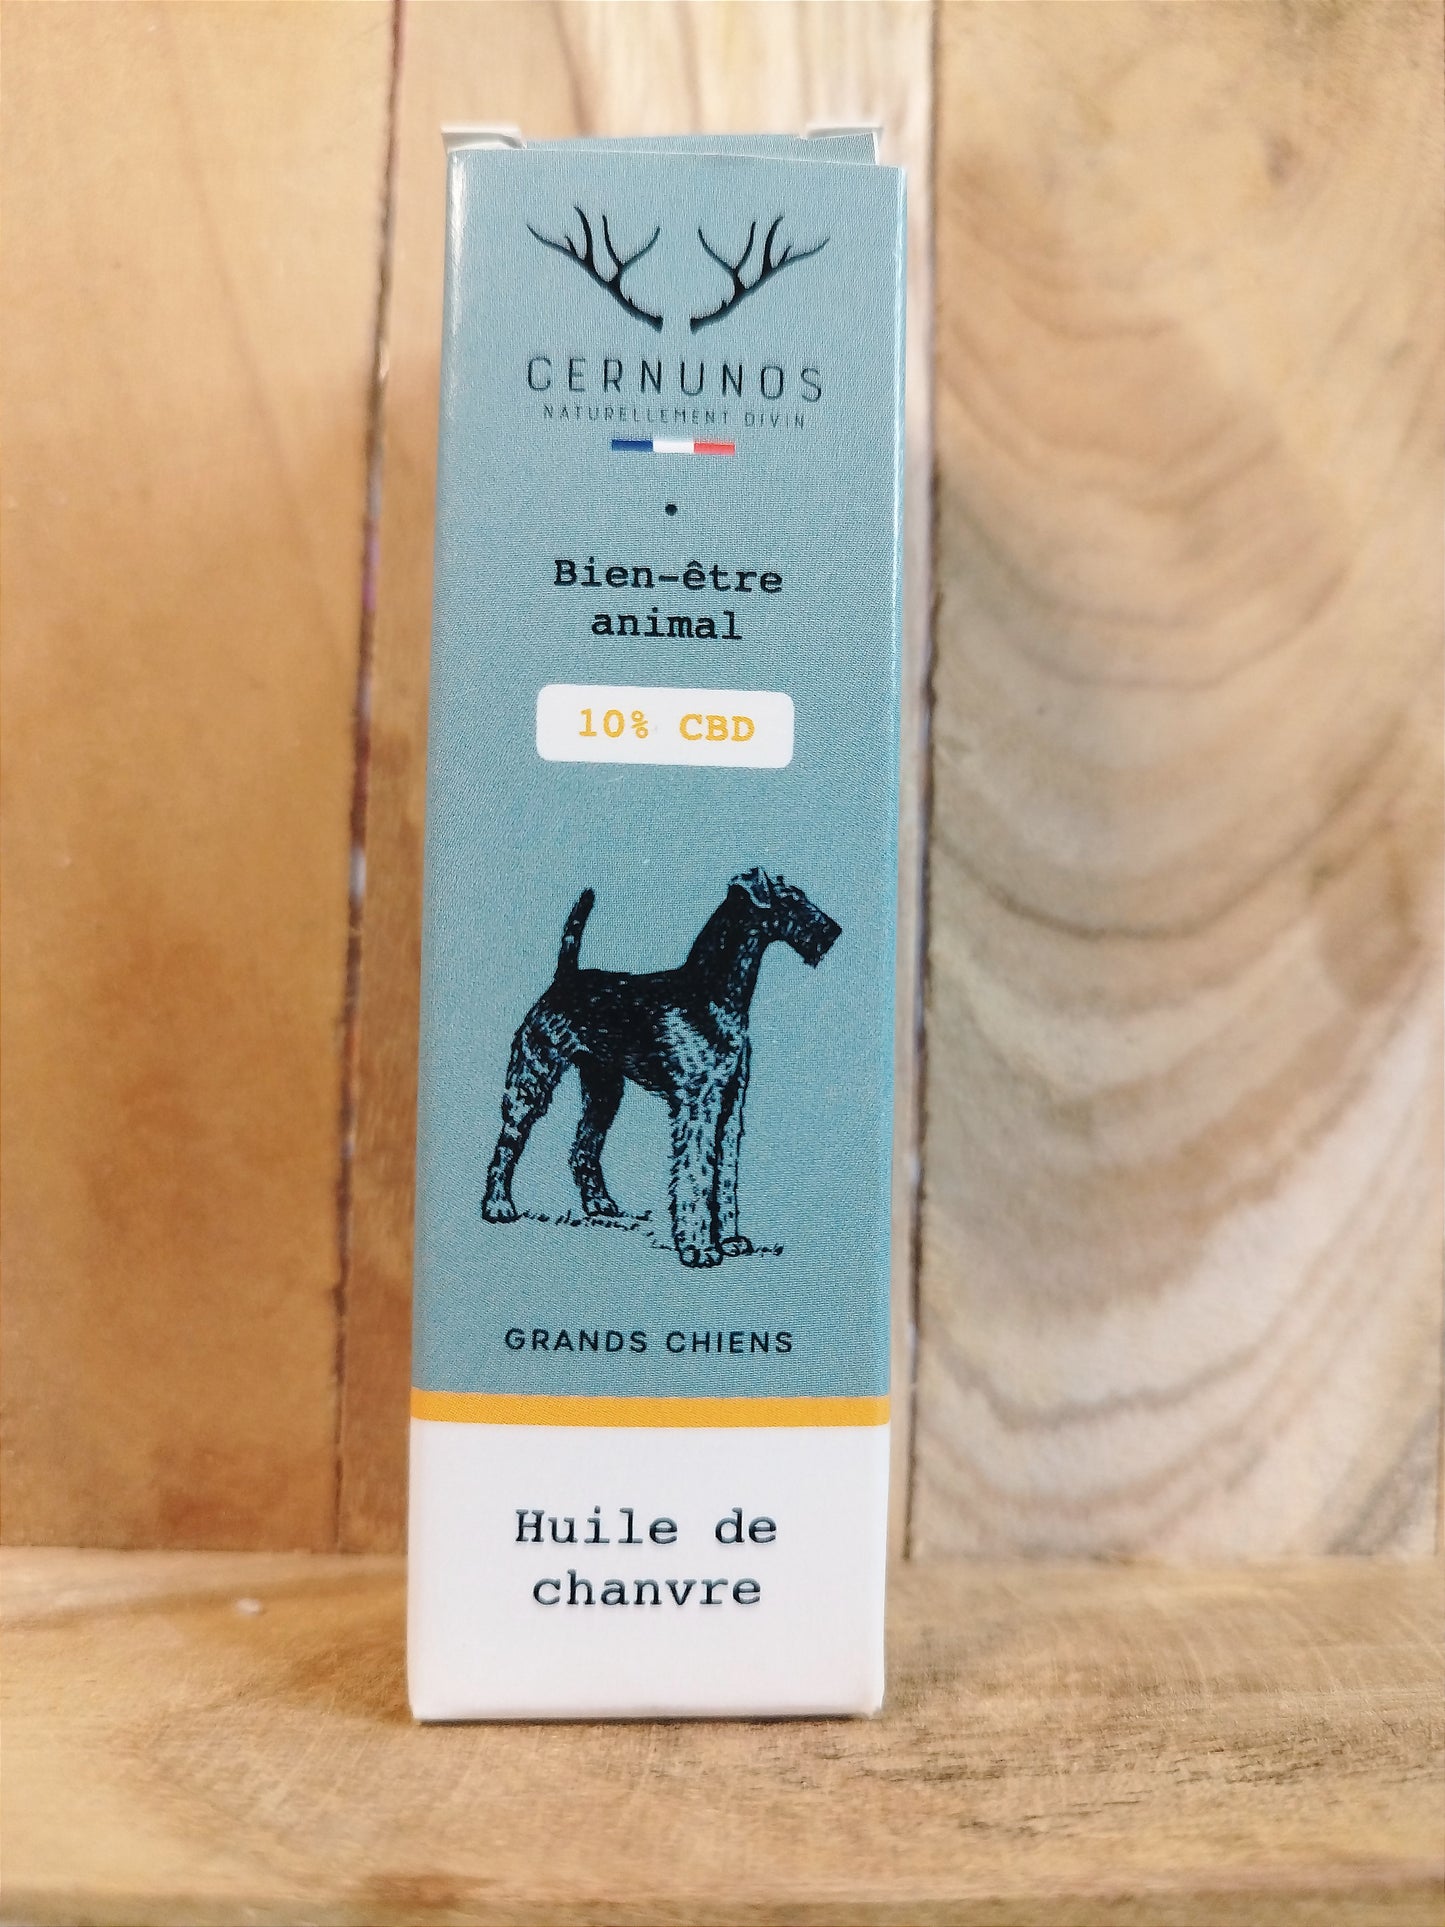 CERNUNOS
NATURELLEMENT DIVIN
Bien-être
animal
10% CBD
GRANDS CHIENS
Huile de
chanvre